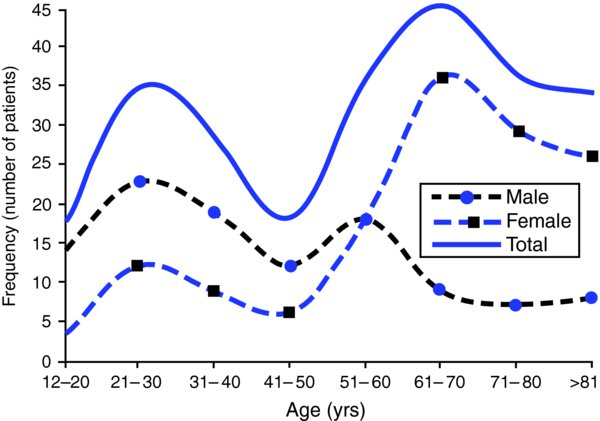 Frequency (number of patients)
45
40
35
30
25
20
15
10
5
0
12–20 21–30 31–40 41–50 51–60 61–70 71–80 >81
Age (yrs)
Male
Female
Total